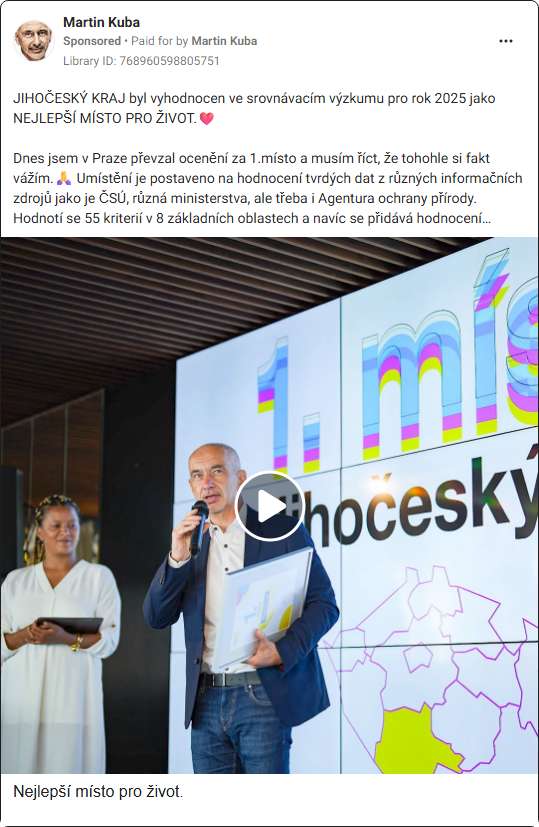 Martin Kuba
Sponsored • Paid for by Martin Kuba
Library ID: 768960598805751
JIHOČESKÝ KRAJ byl vyhodnocen ve srovnávacím výzkumu pro rok 2025 jako
NEJLEPŠÍ MÍSTO PRO ŽIVOT.
Dnes jsem v Praze převzal ocenění za 1.místo a musím říct, že tohohle si fakt
vážím. Umístění je postaveno na hodnocení tvrdých dat z různých informačních
zdrojů jako je ČSÚ, různá ministerstva, ale třeba i Agentura ochrany přírody.
Hodnotí se 55 kriterií v 8 základních oblastech a navíc se přidává hodnocení...
1. mís
hočeský
Nejlepší místo pro život.